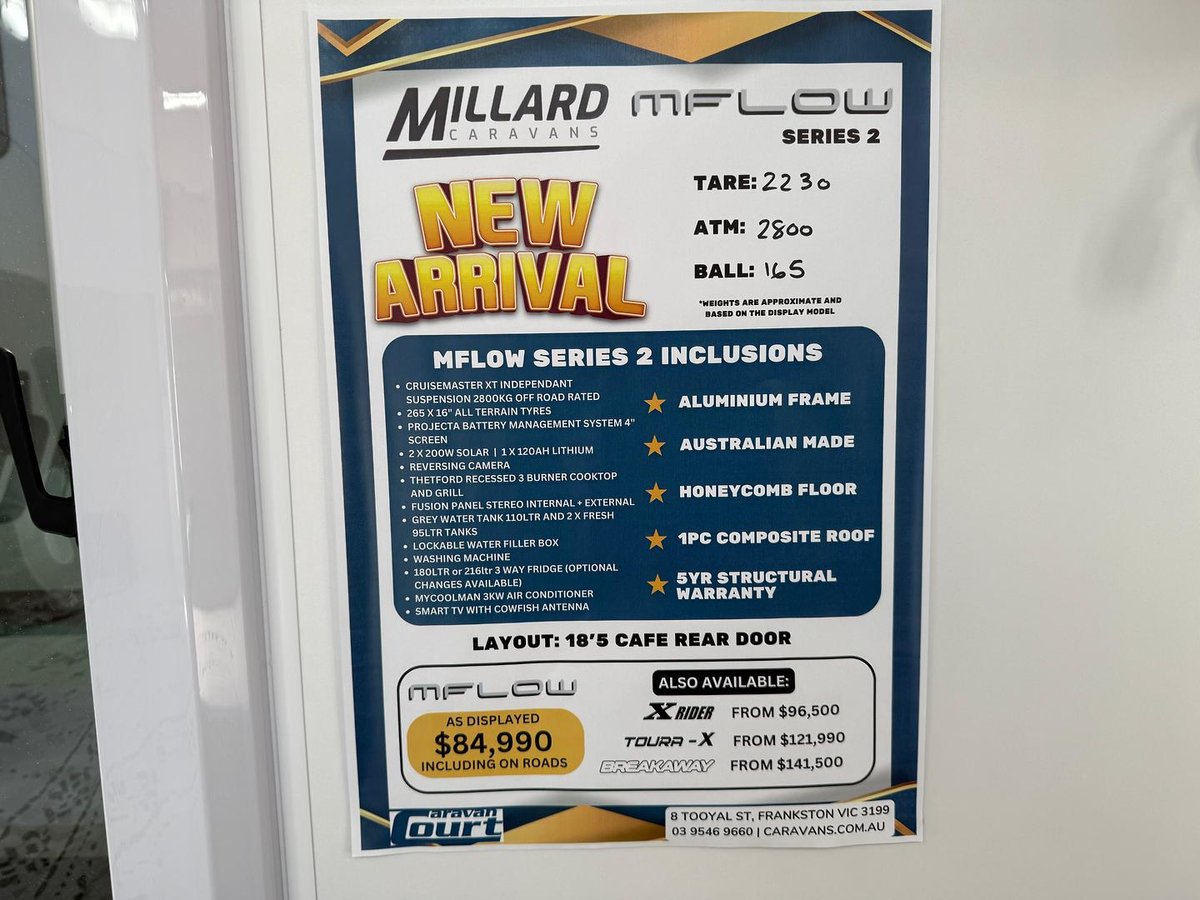 MILLARD
CARAVANS
MFLOW
SERIES 2
NEW
ARRIVAL
TARE: 2230
ATM: 2800
BALL: 165
*WEIGHTS ARE APPROXIMATE AND
BASED ON THE DISPLAY MODEL
MFLOW SERIES 2 INCLUSIONS
• CRUISEMASTER XT INDEPENDANT
SUSPENSION 2800KG OFF ROAD RATED
• 265 X 16" ALL TERRAIN TYRES
• PROJECTA BATTERY MANAGEMENT SYSTEM 4"
SCREEN
• 2 X 200W SOLAR | 1 X 120AH LITHIUM
• REVERSING CAMERA
• THETFORD RECESSED 3 BURNER COOKTOP
AND GRILL
• FUSION PANEL STEREO INTERNAL + EXTERNAL
• GREY WATER TANK 110LTR AND 2 X FRESH
95LTR TANKS
• LOCKABLE WATER FILLER BOX
• WASHING MACHINE
• 180LTR or 216ltr 3 WAY FRIDGE (OPTIONAL
CHANGES AVAILABLE)
• MYCOOLMAN 3KW AIR CONDITIONER
• SMART TV WITH COWFISH ANTENNA
ALUMINIUM FRAME
AUSTRALIAN MADE
HONEYCOMB FLOOR
1PC COMPOSITE ROOF
5YR STRUCTURAL
WARRANTY
LAYOUT: 18'5 CAFE REAR DOOR
MFLOW
AS DISPLAYED
$84,990
INCLUDING ON ROADS
ALSO AVAILABLE:
X RIDER FROM $96,500
TOURA-X FROM $121,990
BREAKAWAY FROM $141,500
Caravan
Court
8 TOOYAL ST, FRANKSTON VIC 3199
03 9546 9660 | CARAVANS.COM.AU